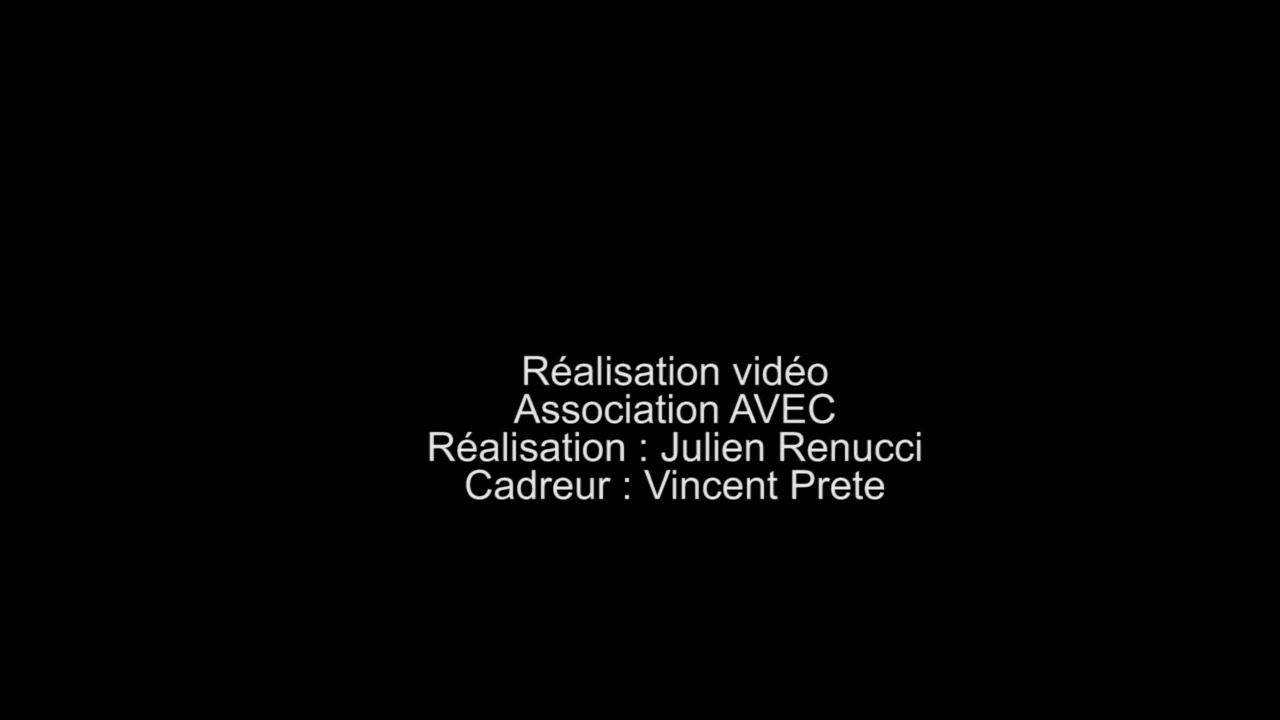 Réalisation vidéo
Association AVEC
Réalisation : Julien Renucci
Cadreur : Vincent Prete